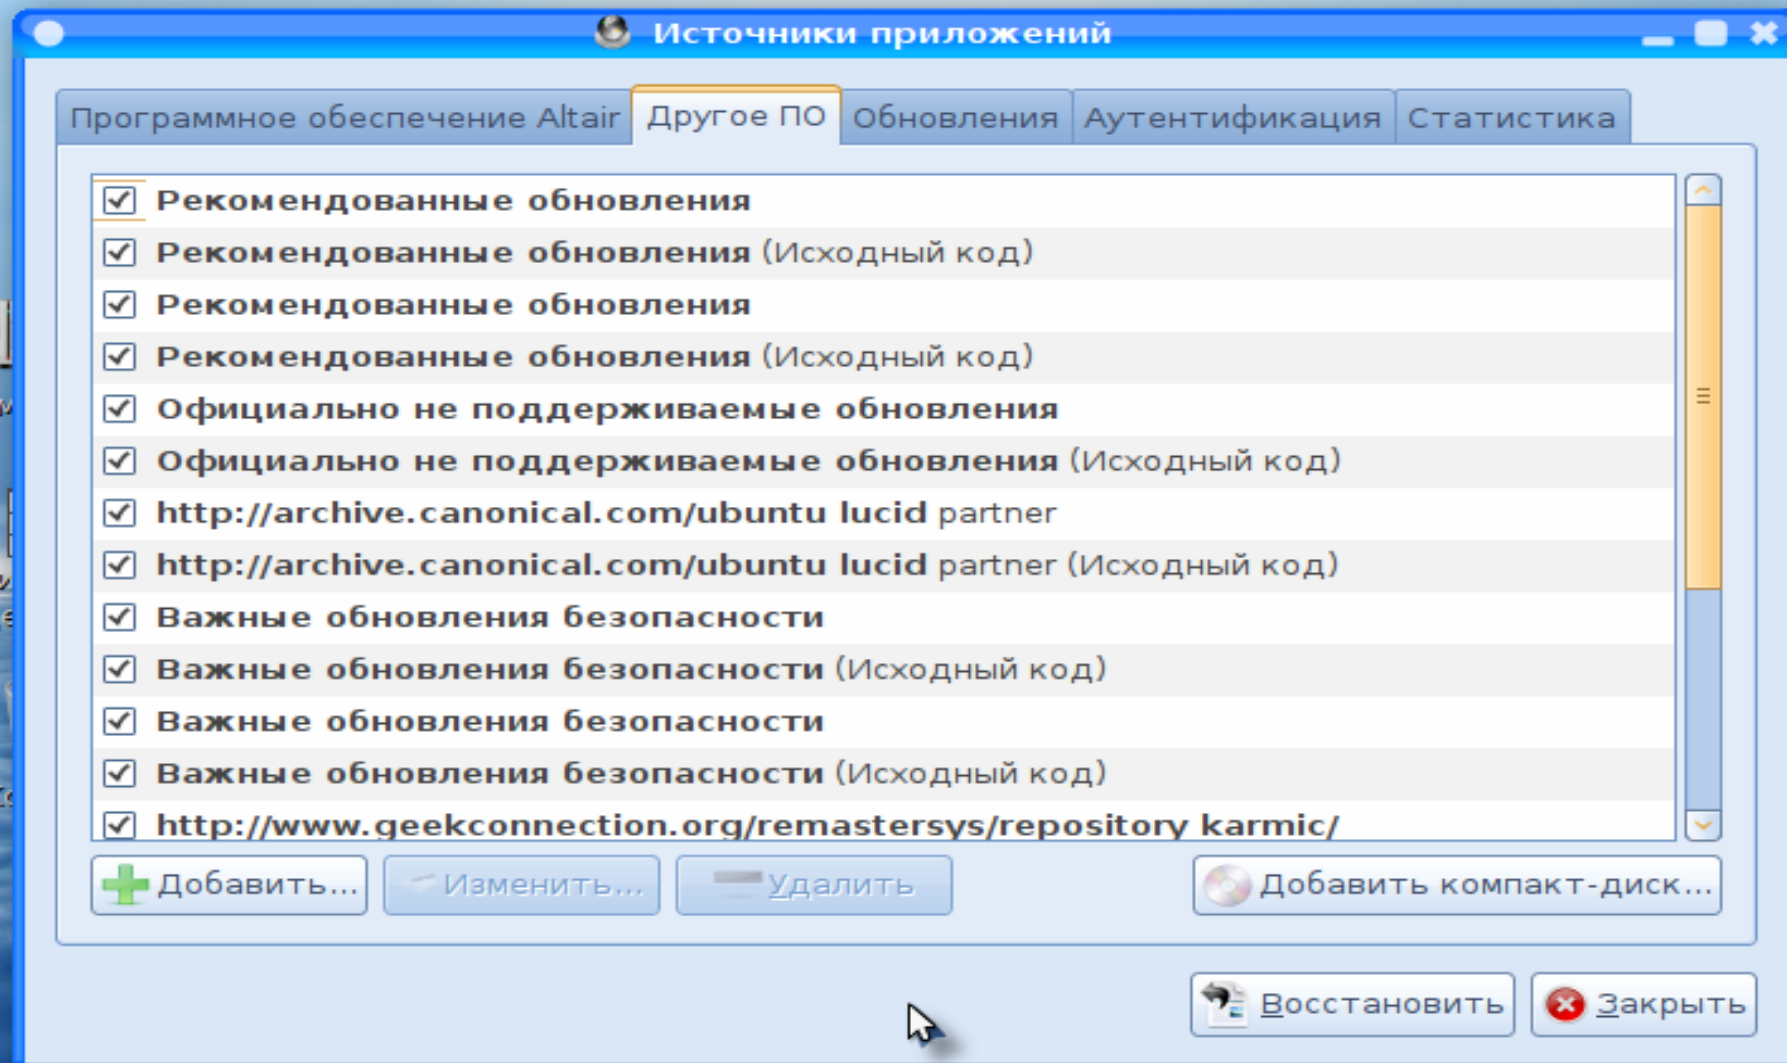 Источники приложений
Программное обеспечение Altair
Другое ПО
Обновления
Аутентификация
Статистика
Рекомендованные обновления
Рекомендованные обновления (Исходный код)
Рекомендованные обновления
Рекомендованные обновления (Исходный код)
Официально не поддерживаемые обновления
Официально не поддерживаемые обновления (Исходный код)
http://archive.canonical.com/ubuntu lucid partner
http://archive.canonical.com/ubuntu lucid partner (Исходный код)
Важные обновления безопасности
Важные обновления безопасности (Исходный код)
Важные обновления безопасности
Важные обновления безопасности (Исходный код)
http://www.geekconnection.org/remastersys/repository karmic/
Добавить...
Изменить...
Удалить
Добавить компакт-диск...
Восстановить
Закрыть